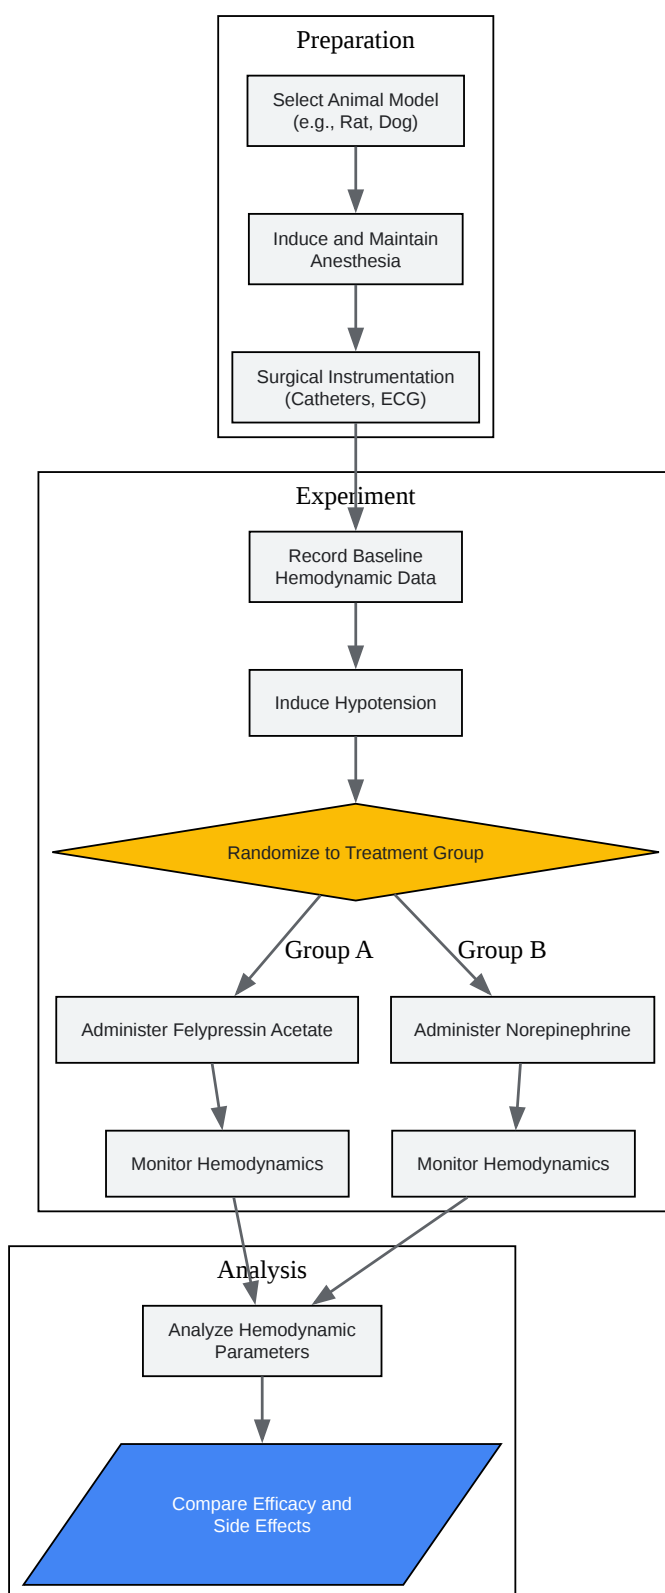 Preparation
Select Animal Model
(e.g., Rat, Dog)
Induce and Maintain
Anesthesia
Surgical Instrumentation
(Catheters, ECG)
Experiment
Record Baseline
Hemodynamic Data
Induce Hypotension
Randomize to Treatment Group
Group A
Group B
Administer Felypressin Acetate
Administer Norepinephrine
Monitor Hemodynamics
Monitor Hemodynamics
Analysis
Analyze Hemodynamic
Parameters
Compare Efficacy and
Side Effects